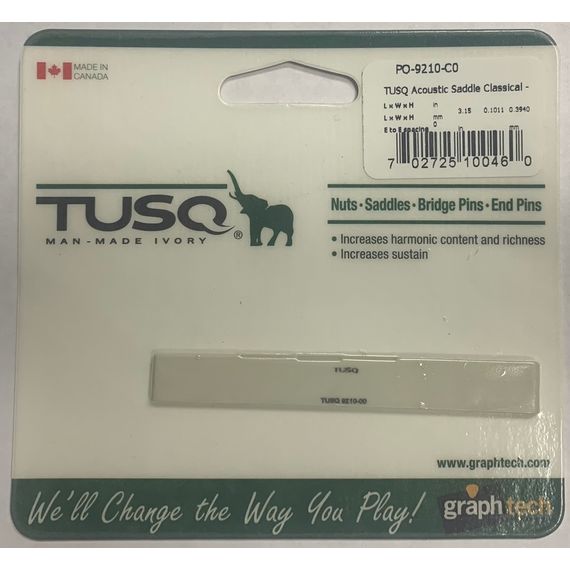 MADE IN
CANADA
PO-9210-C0
TUSQ Acoustic Saddle Classical -
L x W x H in 3.15 0.1011 0.3940
L x W x H mm
0
E to E spacing in mm
7 02725 10046 0
TUSQ®
MAN-MADE IVORY
Nuts • Saddles • Bridge Pins • End Pins
• Increases harmonic content and richness
• Increases sustain
TUSQ
TUSQ 9210-00
www.graphtech.com
We'll Change the Way You Play!
graph tech